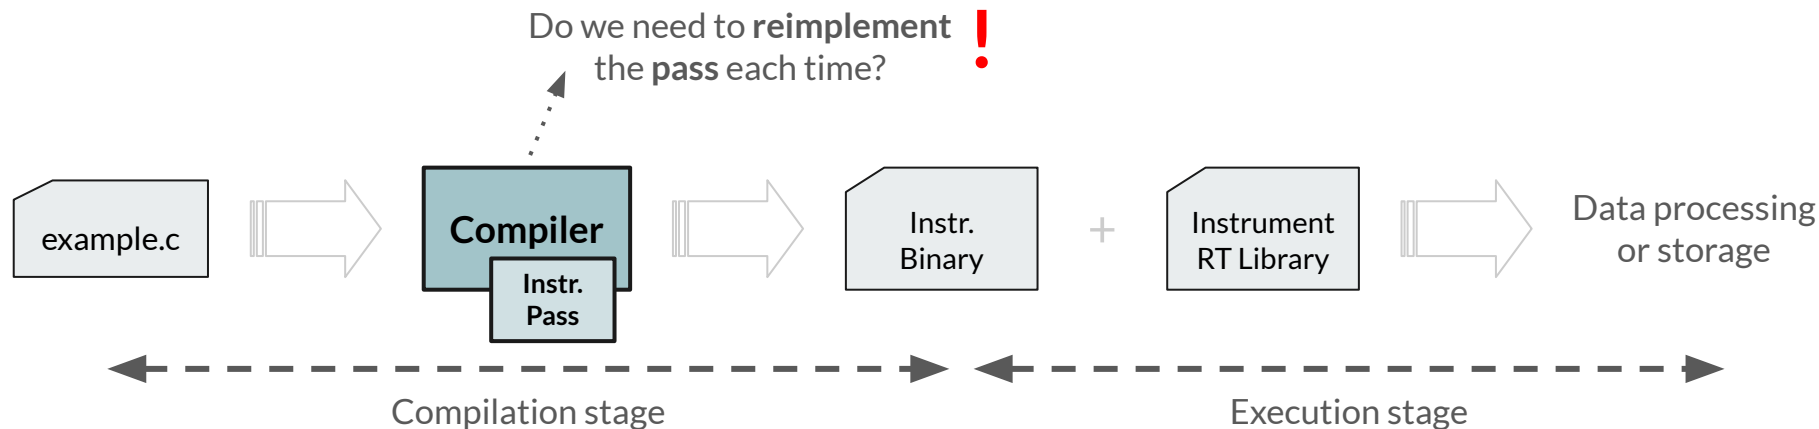 Do we need to reimplement !
the pass each time?
example.c
Compiler
Instr.
Pass
Instr.
Binary
+
Instrument
RT Library
Data processing
or storage
Compilation stage
Execution stage